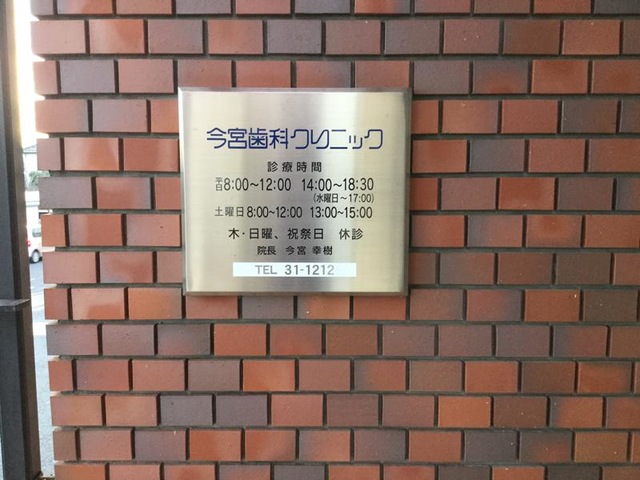 今宮歯科クリニック
診療時間
平日8:00~12:00 14:00~18:30
(水曜日~17:00)
土曜日8:00~12:00 13:00~15:00
木・日曜、祝祭日 休診
院長 今宮 幸樹
TEL 31-1212